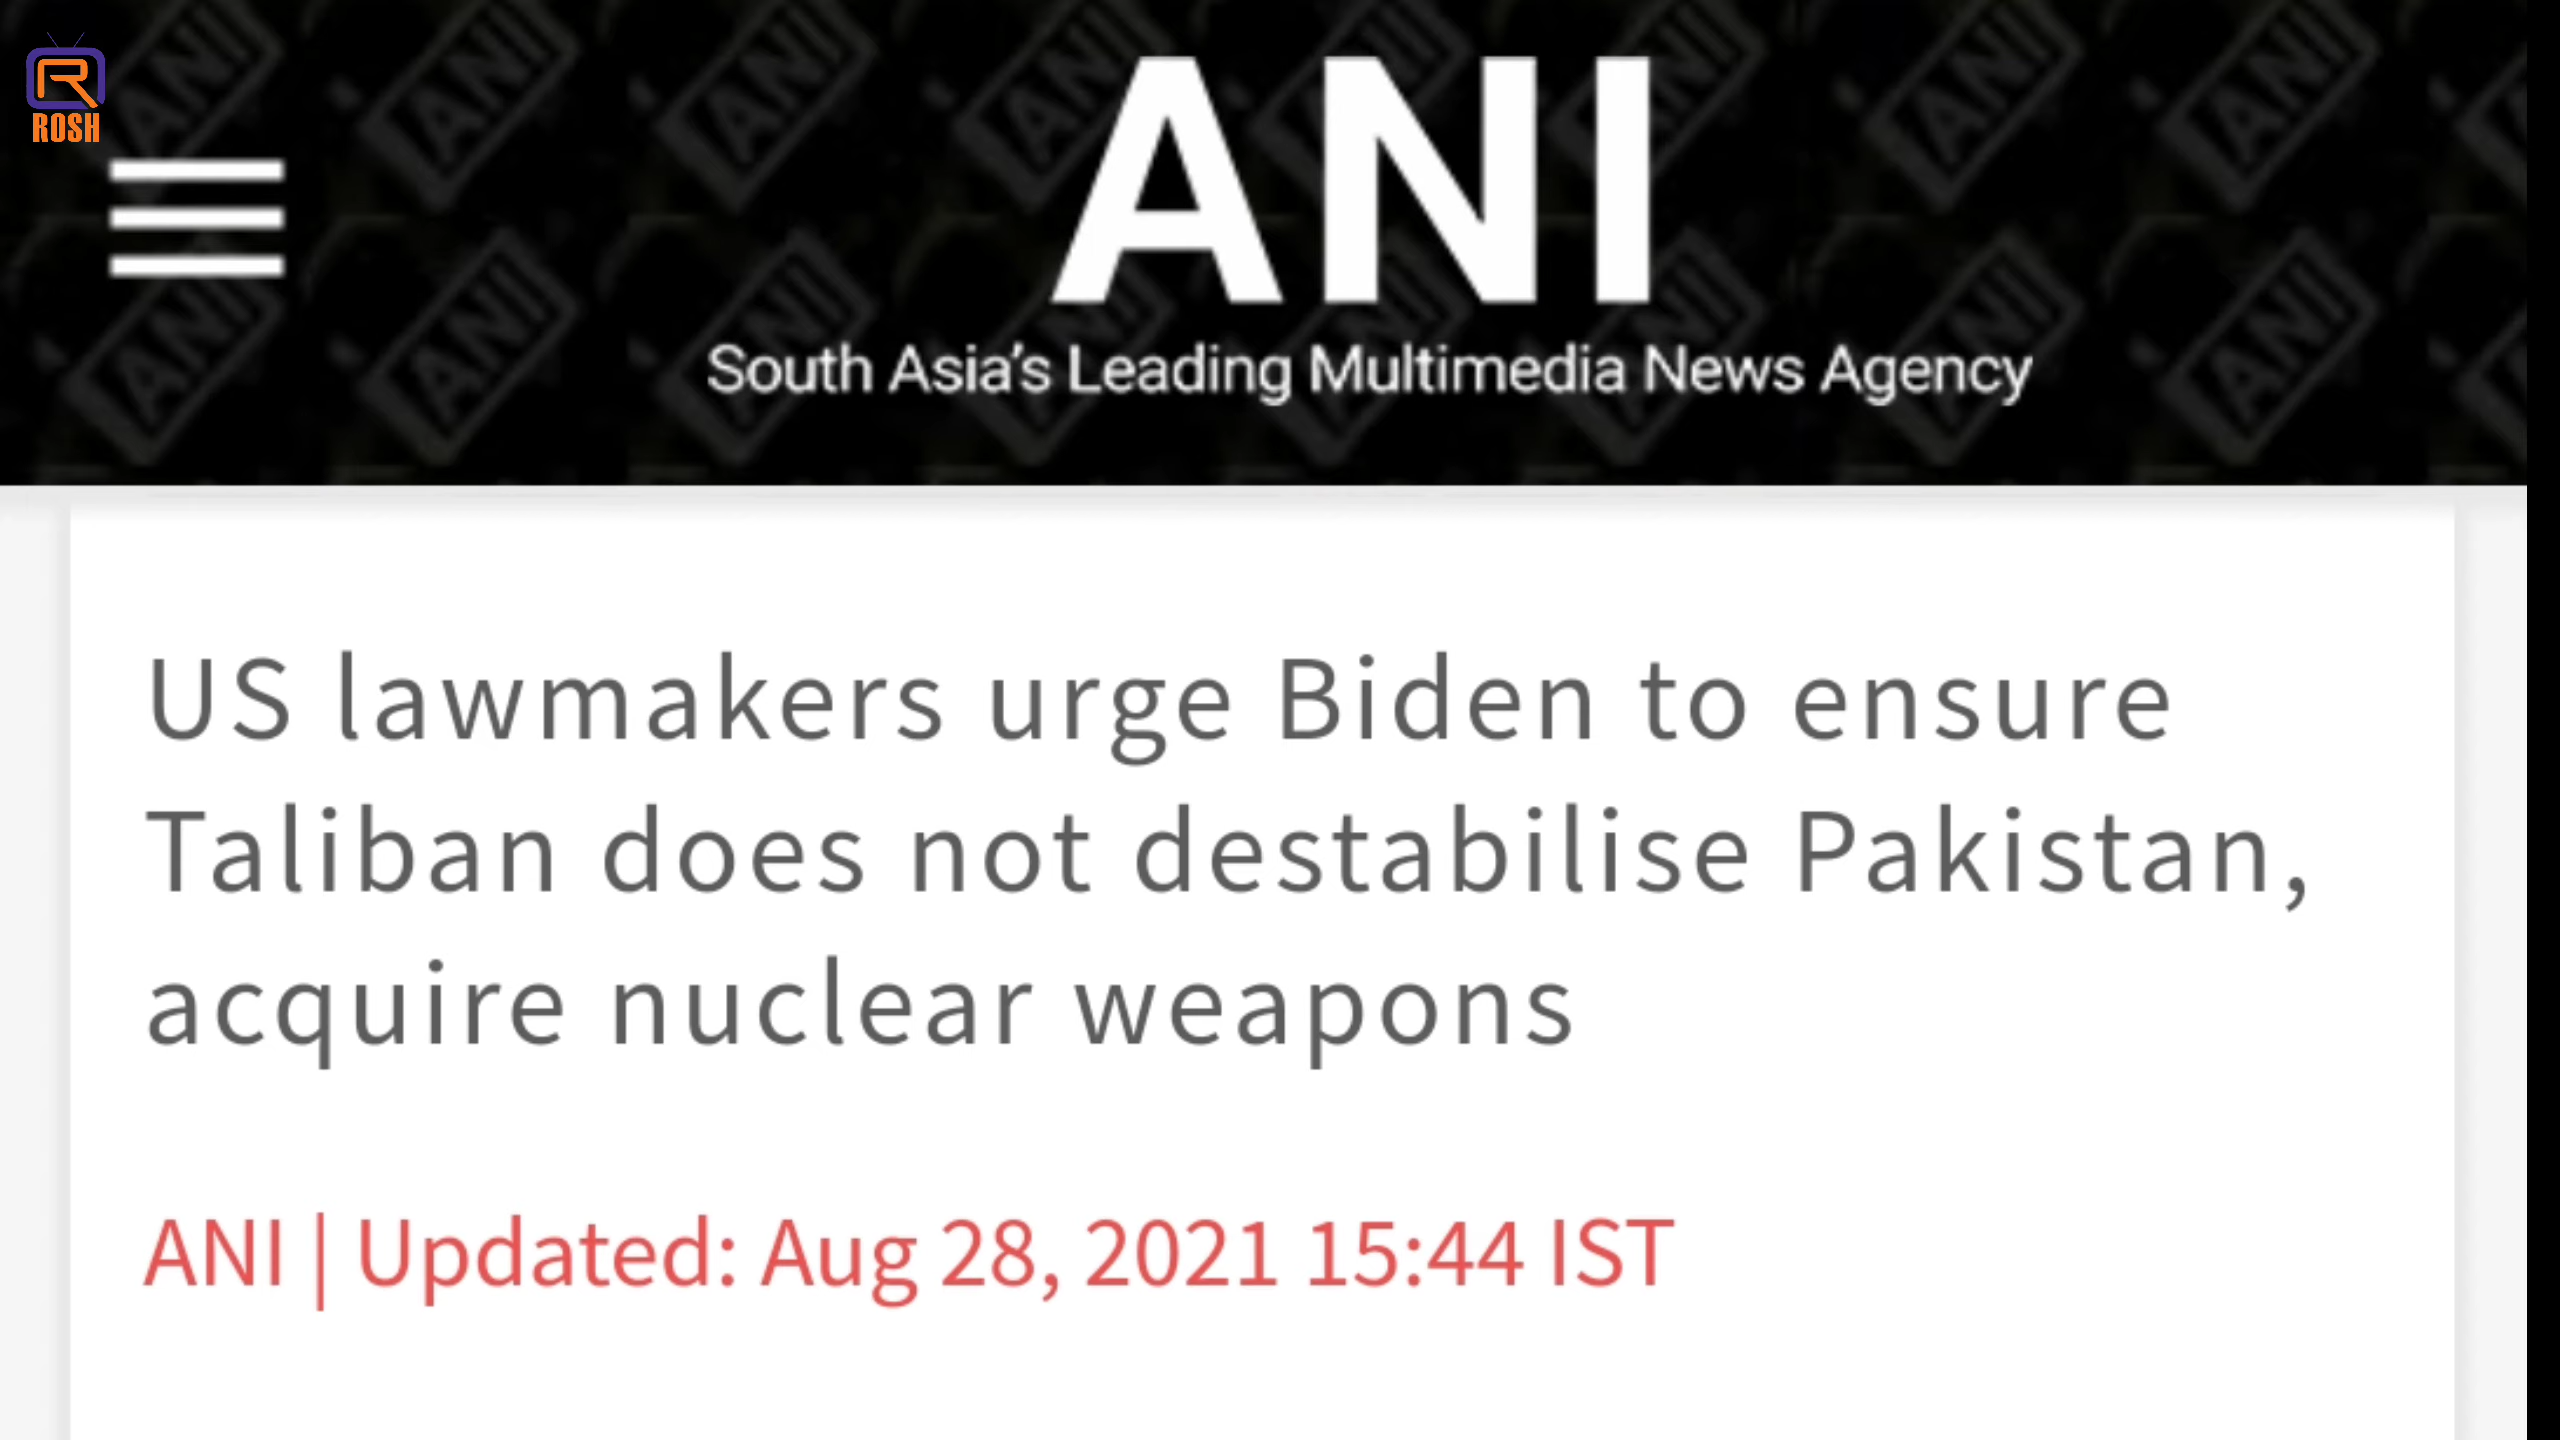 ROSH
ANI
South Asia's Leading Multimedia News Agency
US lawmakers urge Biden to ensure
Taliban does not destabilise Pakistan,
acquire nuclear weapons
ANI | Updated: Aug 28, 2021 15:44 IST